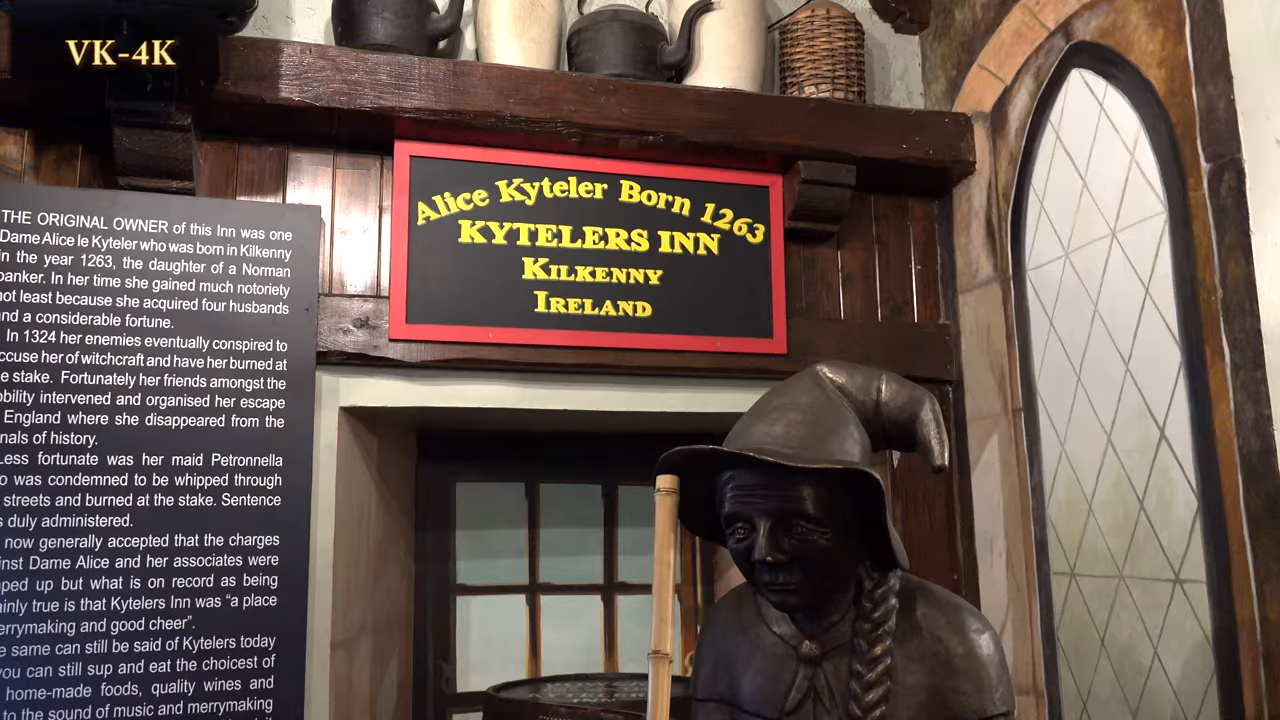 VK-4K
Alice Kyteler Born 1263
KYTELERS INN
KILKENNY
IRELAND
THE ORIGINAL OWNER of this Inn was one
Dame Alice le Kyteler who was born in Kilkenny
in the year 1263, the daughter of a Norman
banker. In her time she gained much notoriety
not least because she acquired four husbands
and a considerable fortune.
In 1324 her enemies eventually conspired to
accuse her of witchcraft and have her burned at
the stake. Fortunately her friends amongst the
nobility intervened and organised her escape
England where she disappeared from the
annals of history.
Less fortunate was her maid Petronnella
who was condemned to be whipped through
streets and burned at the stake. Sentence
was duly administered.
now generally accepted that the charges
against Dame Alice and her associates were
up but what is on record as being
certainly true is that Kytelers Inn was “a place
merrymaking and good cheer”.
same can still be said of Kytelers today
you can still sup and eat the choicest of
home-made foods, quality wines and
to the sound of music and merrymaking
KYTELERS
INN